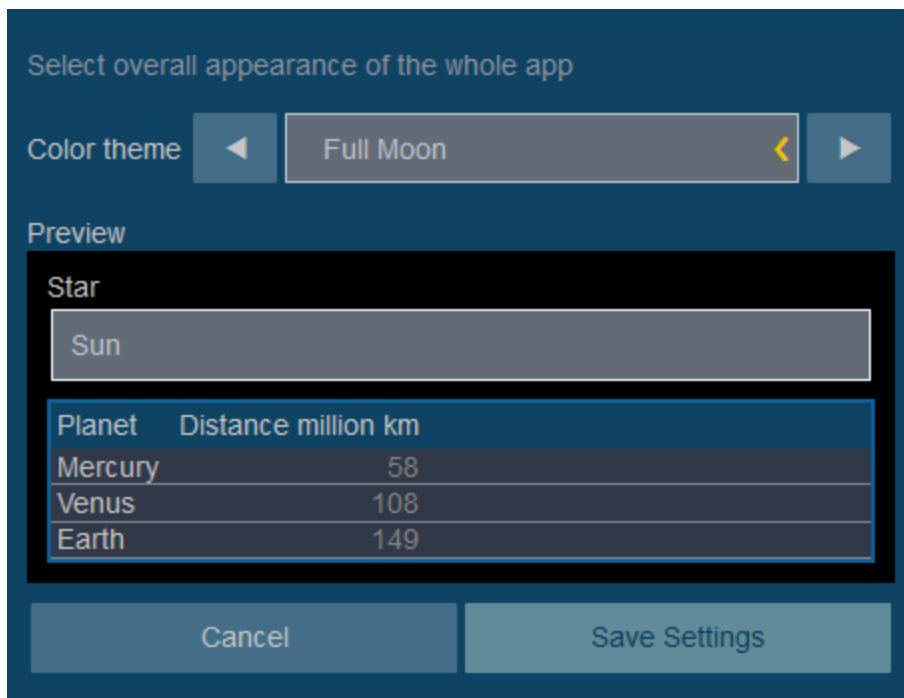 Select overall appearance of the whole app
Color theme Full Moon
Preview
Star
Sun
Planet Distance million km
Mercury 58
Venus 108
Earth 149
Cancel Save Settings